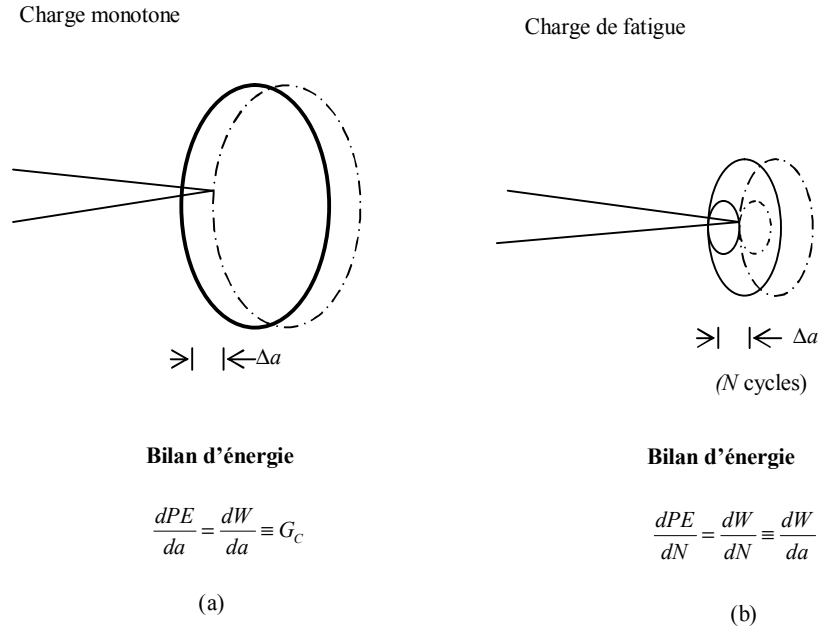 Charge monotone
Charge de fatigue
Δa
Δa
(N cycles)
Bilan d’énergie
Bilan d’énergie
dPE/da = dW/da ≡ G_C
dPE/dN = dW/dN ≡ dW/da
(a)
(b)